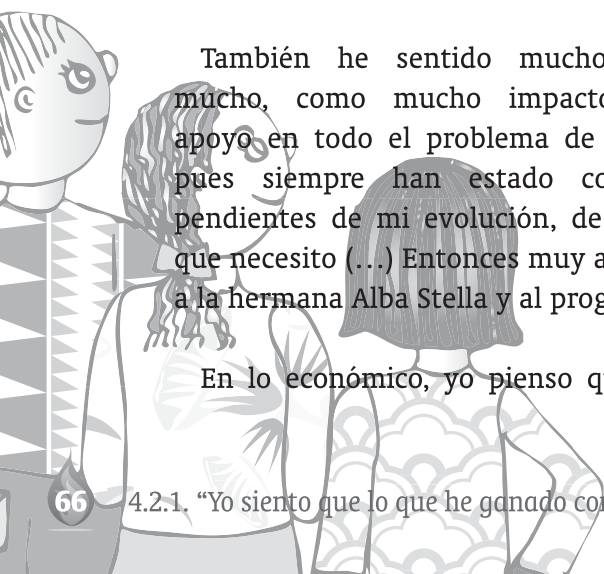 También he sentido mucho
mucho, como mucho impacto
apoyo en todo el problema de
pues siempre han estado co
pendientes de mi evolución, de
que necesito (...) Entonces muy a
a la hermana Alba Stella y al prog
En lo económico, yo pienso qu
66 4.2.1. “Yo siento que lo que he ganado con